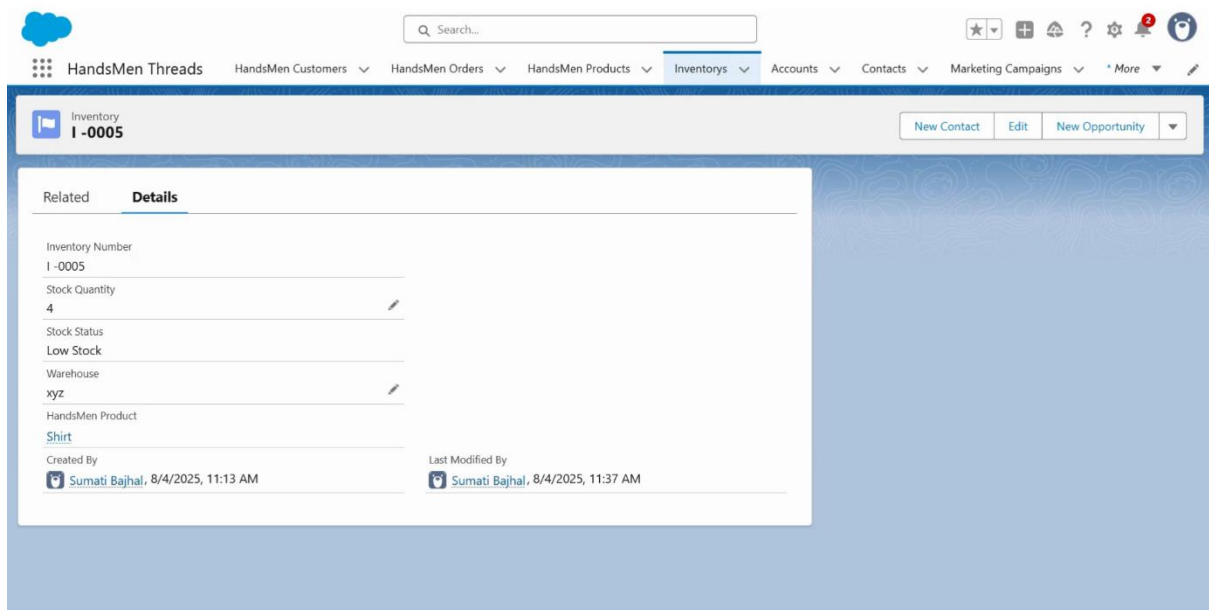 Search...
2
HandsMen Threads HandsMen Customers HandsMen Orders HandsMen Products Inventorys Accounts Contacts Marketing Campaigns * More
Inventory
I -0005
New Contact Edit New Opportunity
Related Details
Inventory Number
I -0005
Stock Quantity
4
Stock Status
Low Stock
Warehouse
xyz
HandsMen Product
Shirt
Created By Last Modified By
Sumati Bajhal, 8/4/2025, 11:13 AM Sumati Bajhal, 8/4/2025, 11:37 AM